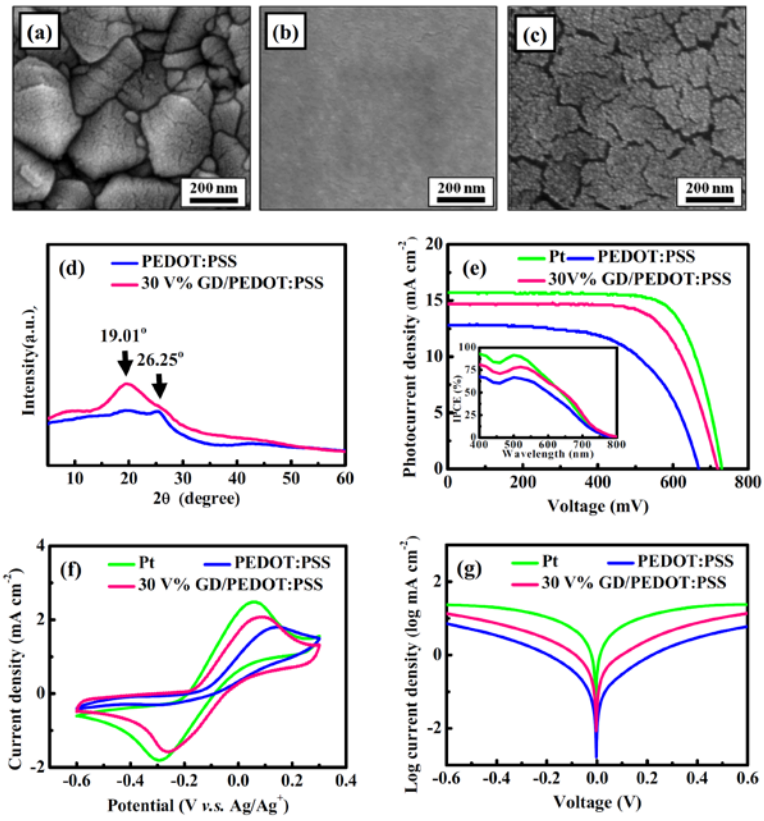 (a)
200 nm
(b)
200 nm
(c)
200 nm
(d)
PEDOT:PSS
30 V% GD/PEDOT:PSS
19.01°
26.25°
Intensity(a.u.)
0
10
20
30
40
50
60
2θ (degree)
(e)
Pt
PEDOT:PSS
30V% GD/PEDOT:PSS
Photocurrent density (mA cm⁻²)
20
15
10
5
0
0
200
400
600
800
Voltage (mV)
IPCE (%)
100
75
50
25
0
400
500
600
700
800
Wavelength (nm)
(f)
Pt
PEDOT:PSS
30 V% GD/PEDOT:PSS
Current density (mA cm⁻²)
4
2
0
-2
-0.6
-0.4
-0.2
0.0
0.2
0.4
Potential (V v.s. Ag/Ag⁺)
(g)
Pt
PEDOT:PSS
30 V% GD/PEDOT:PSS
Log current density (log mA cm⁻²)
2
0
-2
-0.6
-0.4
-0.2
0.0
0.2
0.4
0.6
Voltage (V)